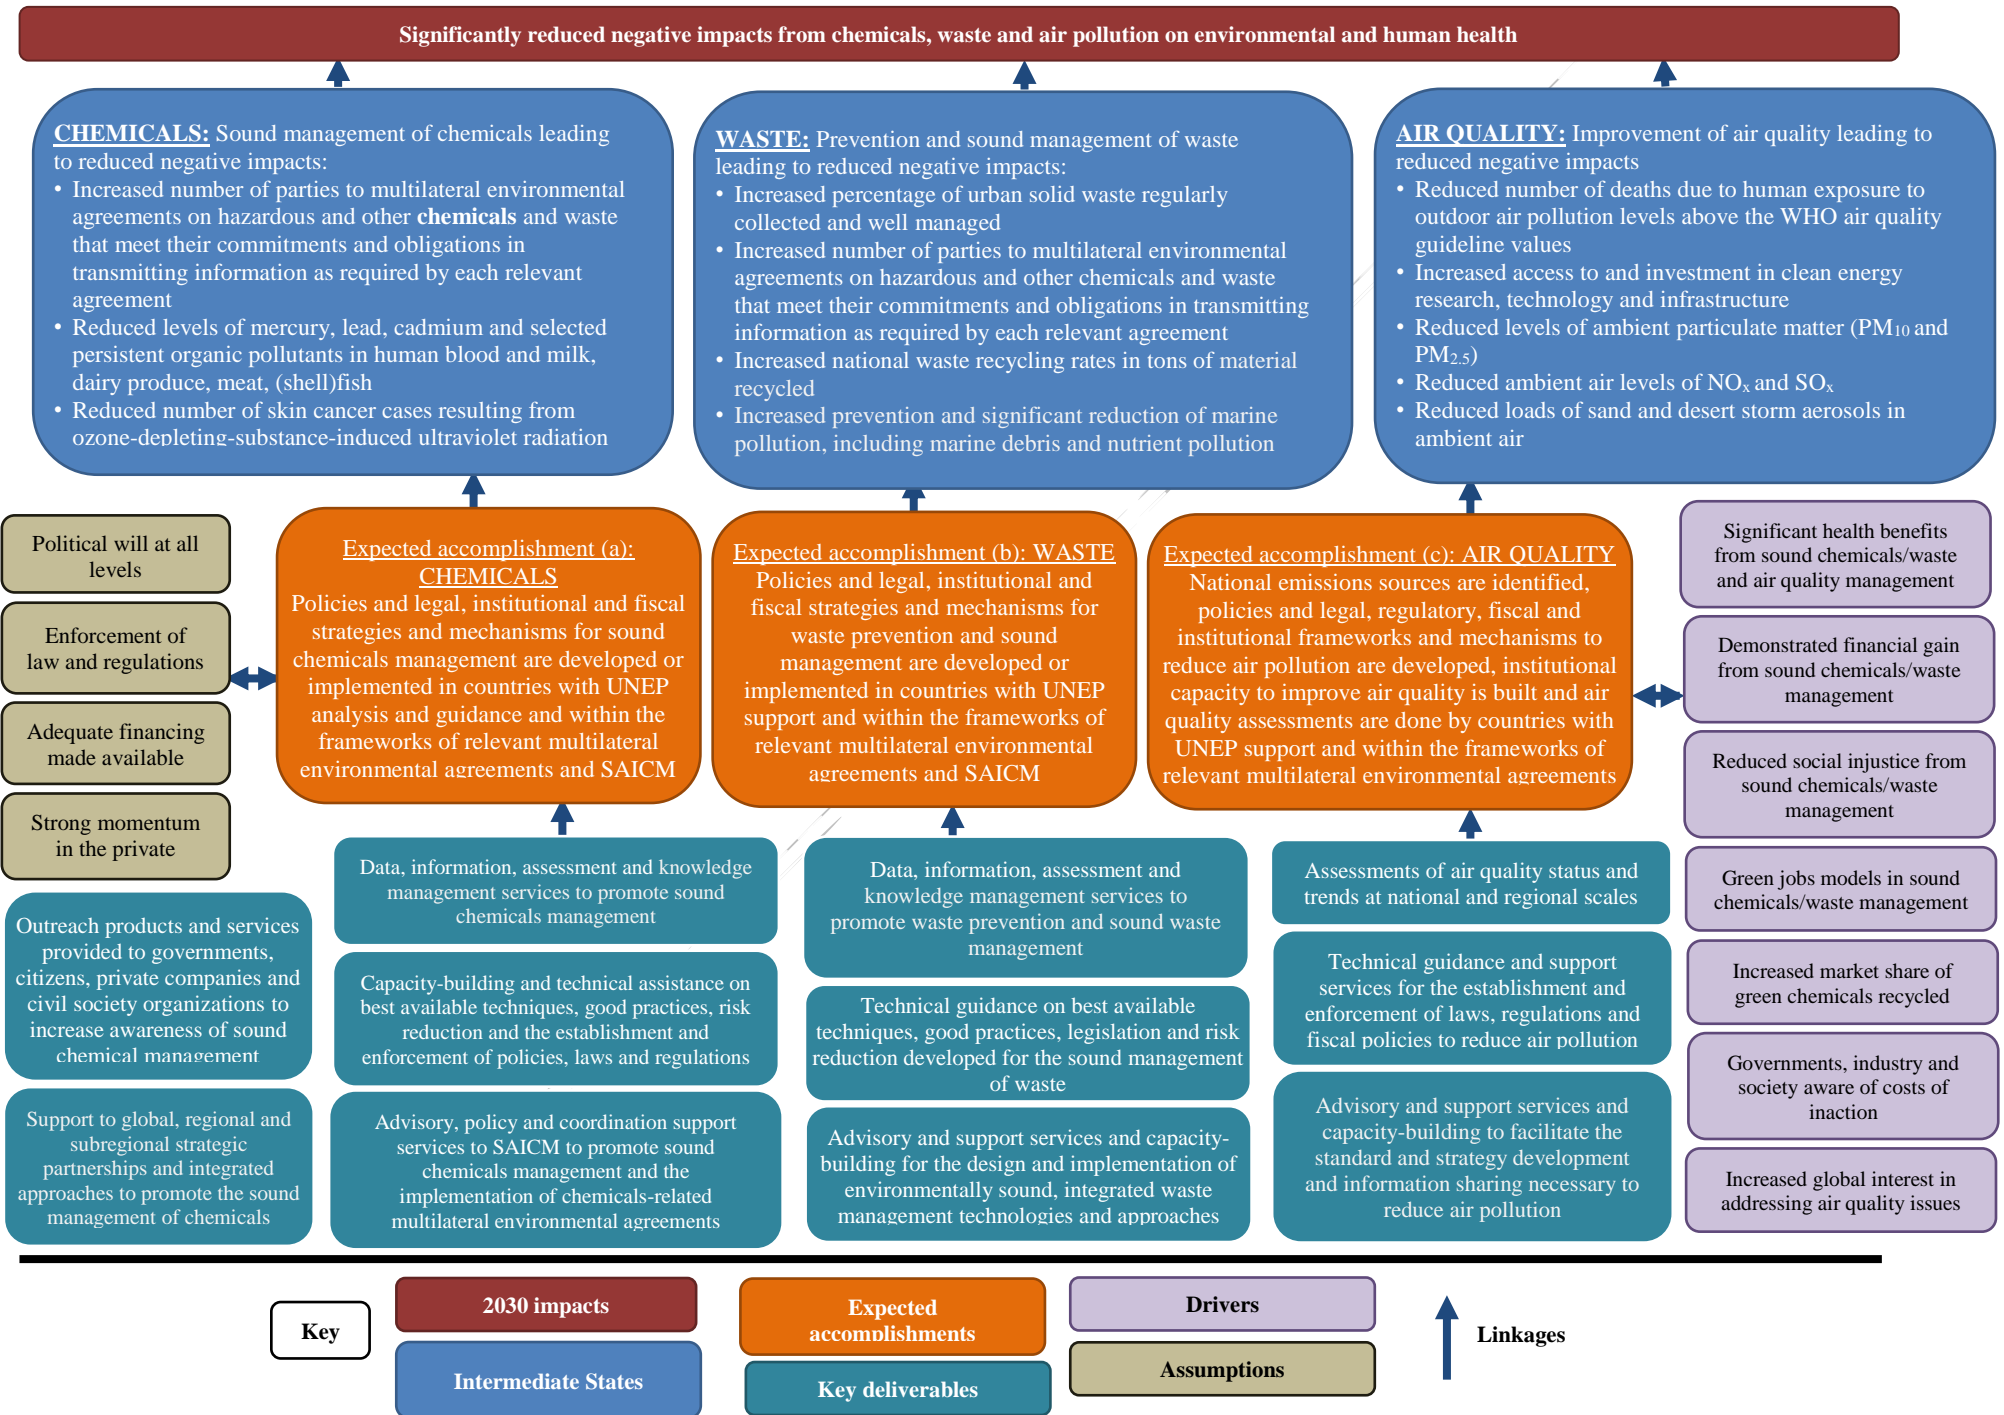 Significantly reduced negative impacts from chemicals, waste and air pollution on environmental and human health
CHEMICALS: Sound management of chemicals leading
to reduced negative impacts:
• Increased number of parties to multilateral environmental
agreements on hazardous and other chemicals and waste
that meet their commitments and obligations in
transmitting information as required by each relevant
agreement
• Reduced levels of mercury, lead, cadmium and selected
persistent organic pollutants in human blood and milk,
dairy produce, meat, (shell)fish
• Reduced number of skin cancer cases resulting from
ozone-depleting-substance-induced ultraviolet radiation
WASTE: Prevention and sound management of waste
leading to reduced negative impacts:
• Increased percentage of urban solid waste regularly
collected and well managed
• Increased number of parties to multilateral environmental
agreements on hazardous and other chemicals and waste
that meet their commitments and obligations in transmitting
information as required by each relevant agreement
• Increased national waste recycling rates in tons of material
recycled
• Increased prevention and significant reduction of marine
pollution, including marine debris and nutrient pollution
AIR QUALITY: Improvement of air quality leading to
reduced negative impacts
• Reduced number of deaths due to human exposure to
outdoor air pollution levels above the WHO air quality
guideline values
• Increased access to and investment in clean energy
research, technology and infrastructure
• Reduced levels of ambient particulate matter (PM10 and
PM2.5)
• Reduced ambient air levels of NOx and SOx
• Reduced loads of sand and desert storm aerosols in
ambient air
Political will at all
levels
Enforcement of
law and regulations
Adequate financing
made available
Strong momentum
in the private
Expected accomplishment (a):
CHEMICALS
Policies and legal, institutional and fiscal
strategies and mechanisms for sound
chemicals management are developed or
implemented in countries with UNEP
analysis and guidance and within the
frameworks of relevant multilateral
environmental agreements and SAICM
Expected accomplishment (b): WASTE
Policies and legal, institutional and
fiscal strategies and mechanisms for
waste prevention and sound
management are developed or
implemented in countries with UNEP
support and within the frameworks of
relevant multilateral environmental
agreements and SAICM
Expected accomplishment (c): AIR QUALITY
National emissions sources are identified,
policies and legal, regulatory, fiscal and
institutional frameworks and mechanisms to
reduce air pollution are developed, institutional
capacity to improve air quality is built and air
quality assessments are done by countries with
UNEP support and within the frameworks of
relevant multilateral environmental agreements
Significant health benefits
from sound chemicals/waste
and air quality management
Demonstrated financial gain
from sound chemicals/waste
management
Reduced social injustice from
sound chemicals/waste
management
Green jobs models in sound
chemicals/waste management
Increased market share of
green chemicals recycled
Governments, industry and
society aware of costs of
inaction
Increased global interest in
addressing air quality issues
Outreach products and services
provided to governments,
citizens, private companies and
civil society organizations to
increase awareness of sound
chemical management
Support to global, regional and
subregional strategic
partnerships and integrated
approaches to promote the sound
management of chemicals
Data, information, assessment and knowledge
management services to promote sound
chemicals management
Capacity-building and technical assistance on
best available techniques, good practices, risk
reduction and the establishment and
enforcement of policies, laws and regulations
Advisory, policy and coordination support
services to SAICM to promote sound
chemicals management and the
implementation of chemicals-related
multilateral environmental agreements
Data, information, assessment and
knowledge management services to
promote waste prevention and sound waste
management
Technical guidance on best available
techniques, good practices, legislation and risk
reduction developed for the sound management
of waste
Advisory and support services and capacity-
building for the design and implementation of
environmentally sound, integrated waste
management technologies and approaches
Assessments of air quality status and
trends at national and regional scales
Technical guidance and support
services for the establishment and
enforcement of laws, regulations and
fiscal policies to reduce air pollution
Advisory and support services and
capacity-building to facilitate the
standard and strategy development
and information sharing necessary to
reduce air pollution
Key
2030 impacts
Intermediate States
Expected
accomplishments
Key deliverables
Drivers
Assumptions
Linkages